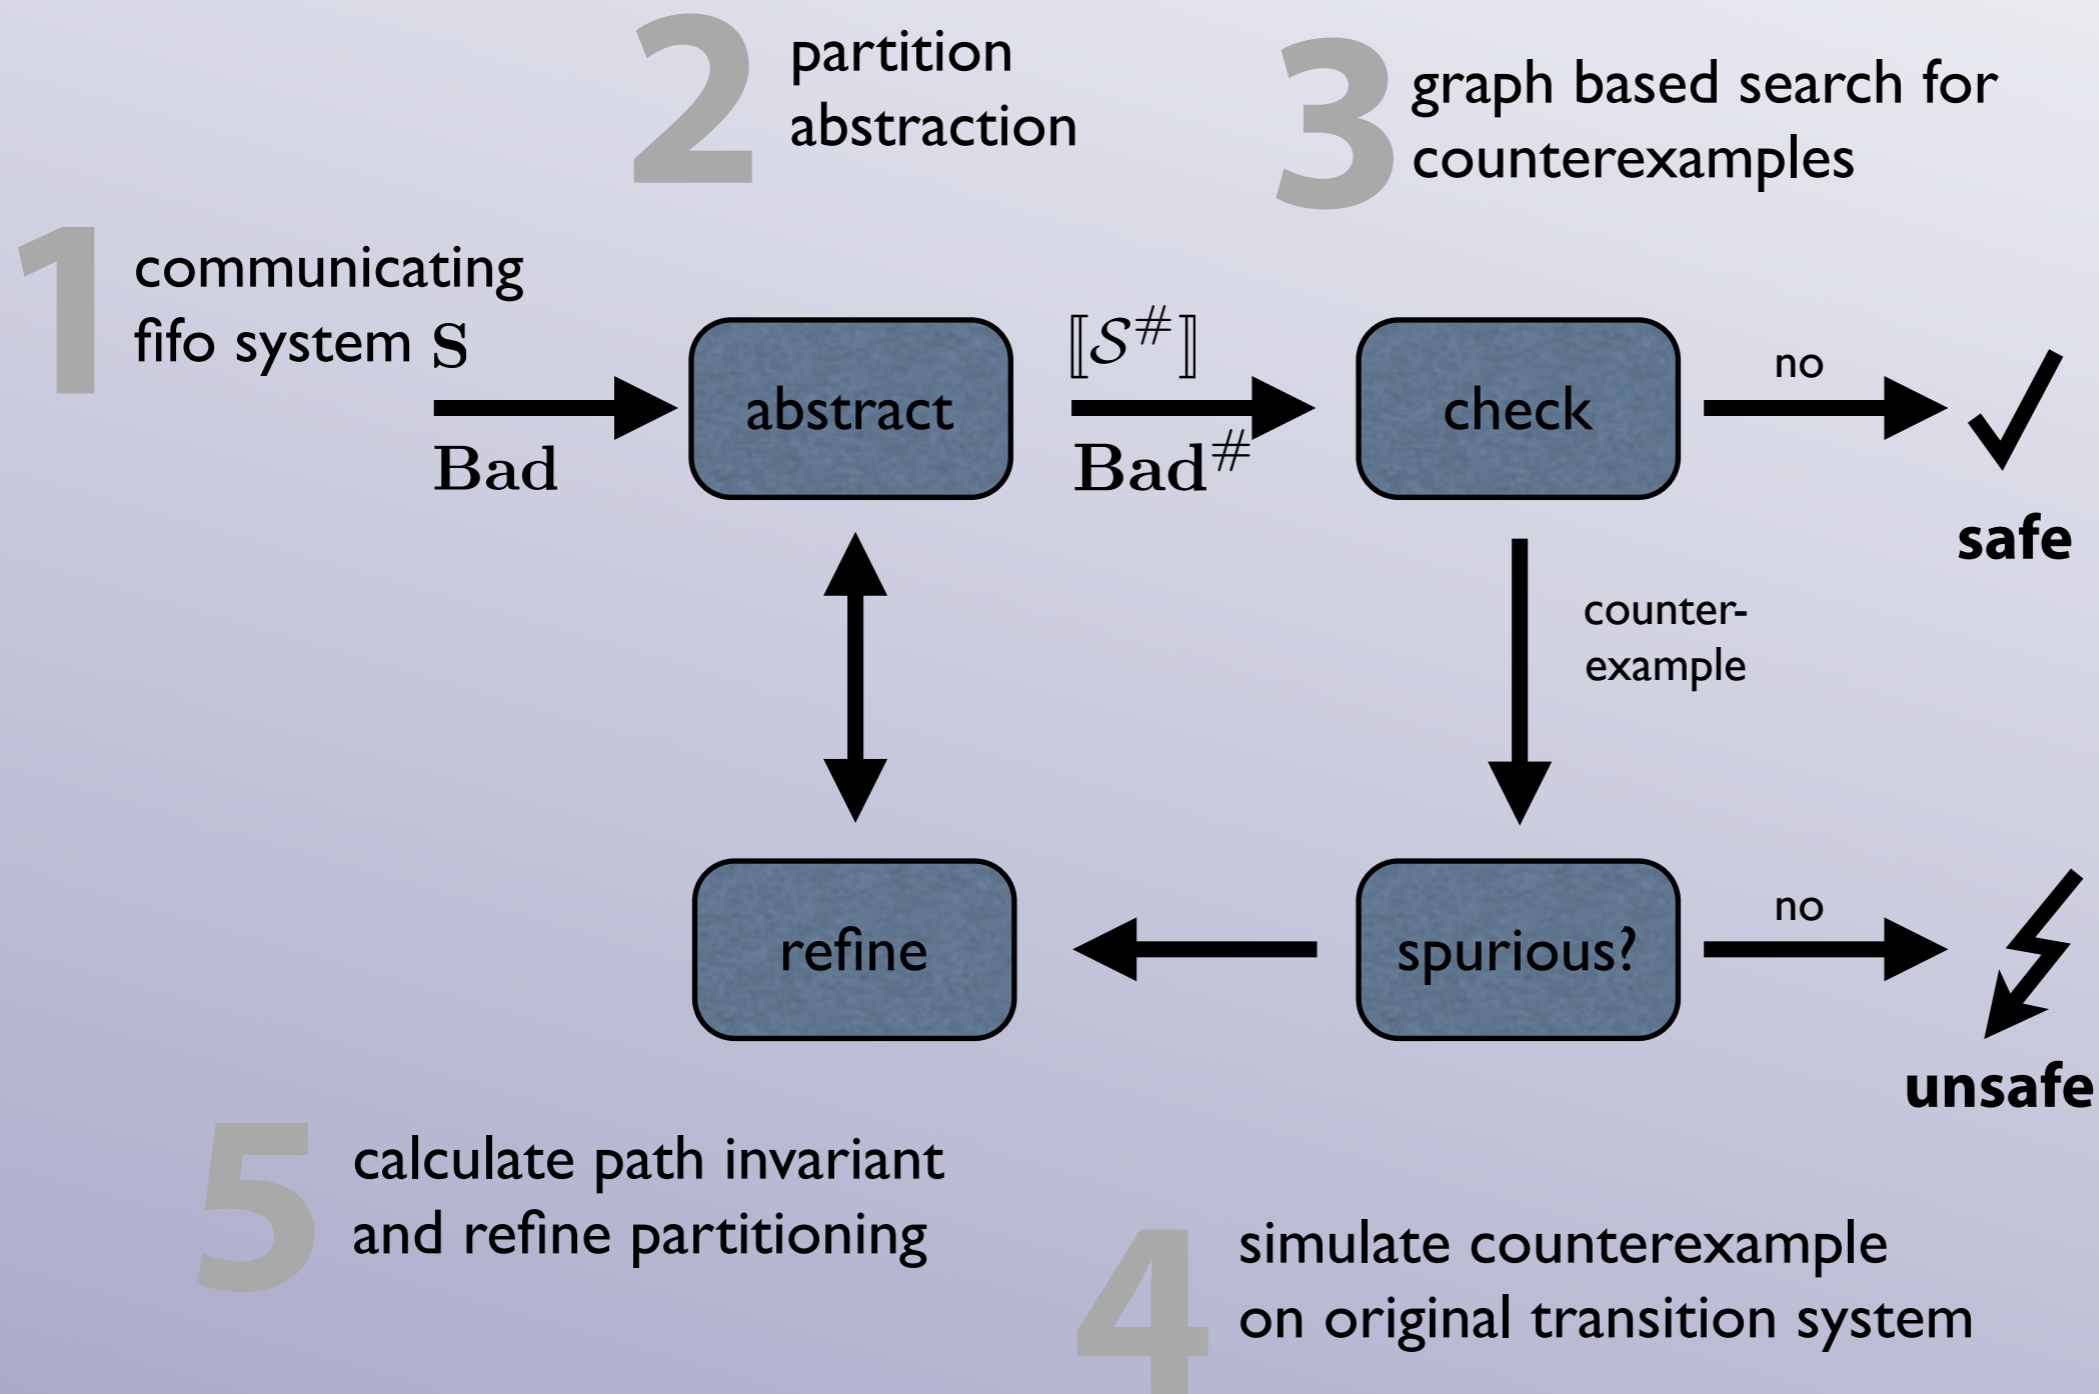 1
communicating
fifo system S
Bad
2
partition
abstraction
abstract
⟦𝒮^#⟧
Bad^#
3
graph based search for
counterexamples
check
no
safe
counter-
example
spurious?
no
unsafe
refine
4
simulate counterexample
on original transition system
5
calculate path invariant
and refine partitioning